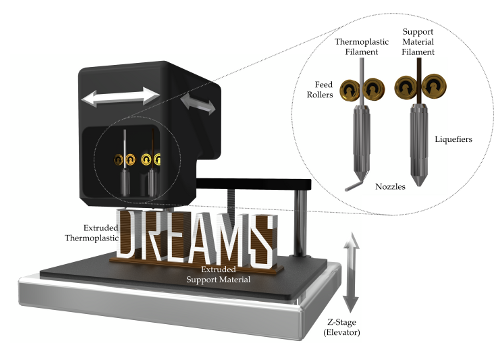 Thermoplastic
Filament
Support
Material
Filament
Feed
Rollers
Liquefiers
Nozzles
Extruded
Thermoplastic
DREAMS
Extruded
Support Material
Z-Stage
(Elevator)